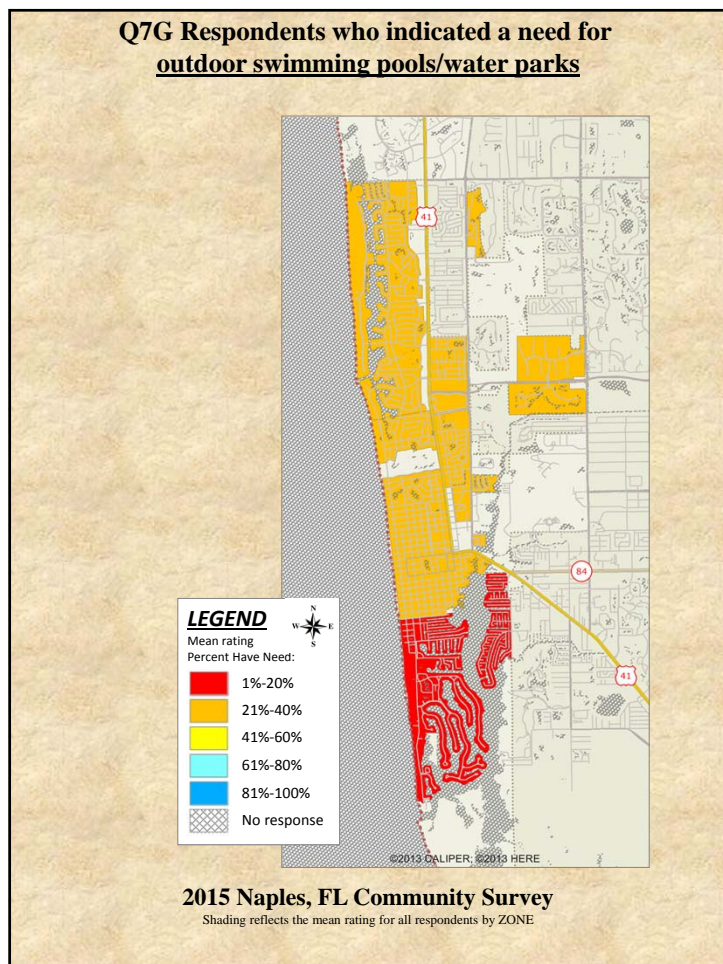 Q7G Respondents who indicated a need for
outdoor swimming pools/water parks
41
84
41
LEGEND
N
W E
S
Mean rating
Percent Have Need:
1%-20%
21%-40%
41%-60%
61%-80%
81%-100%
No response
©2013 CALIPER; ©2013 HERE
2015 Naples, FL Community Survey
Shading reflects the mean rating for all respondents by ZONE